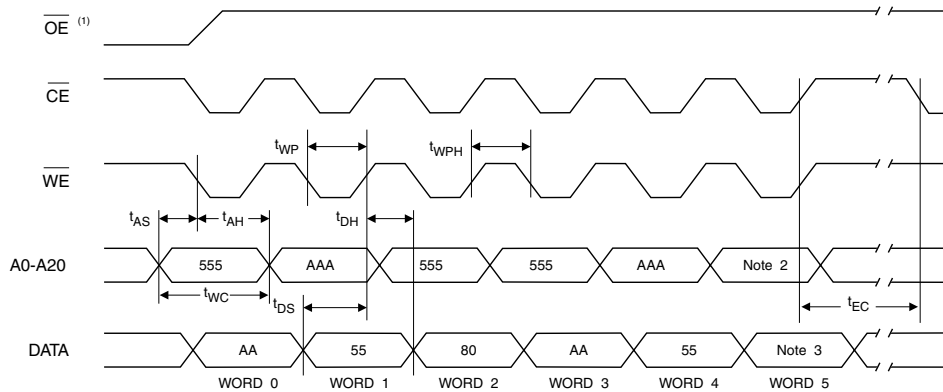 OE (1)
CE
tWP
tWPH
WE
tAS
tAH
tDH
A0-A20
555
AAA
555
555
AAA
Note 2
tWC
tDS
tEC
DATA
AA
55
80
AA
55
Note 3
WORD 0
WORD 1
WORD 2
WORD 3
WORD 4
WORD 5